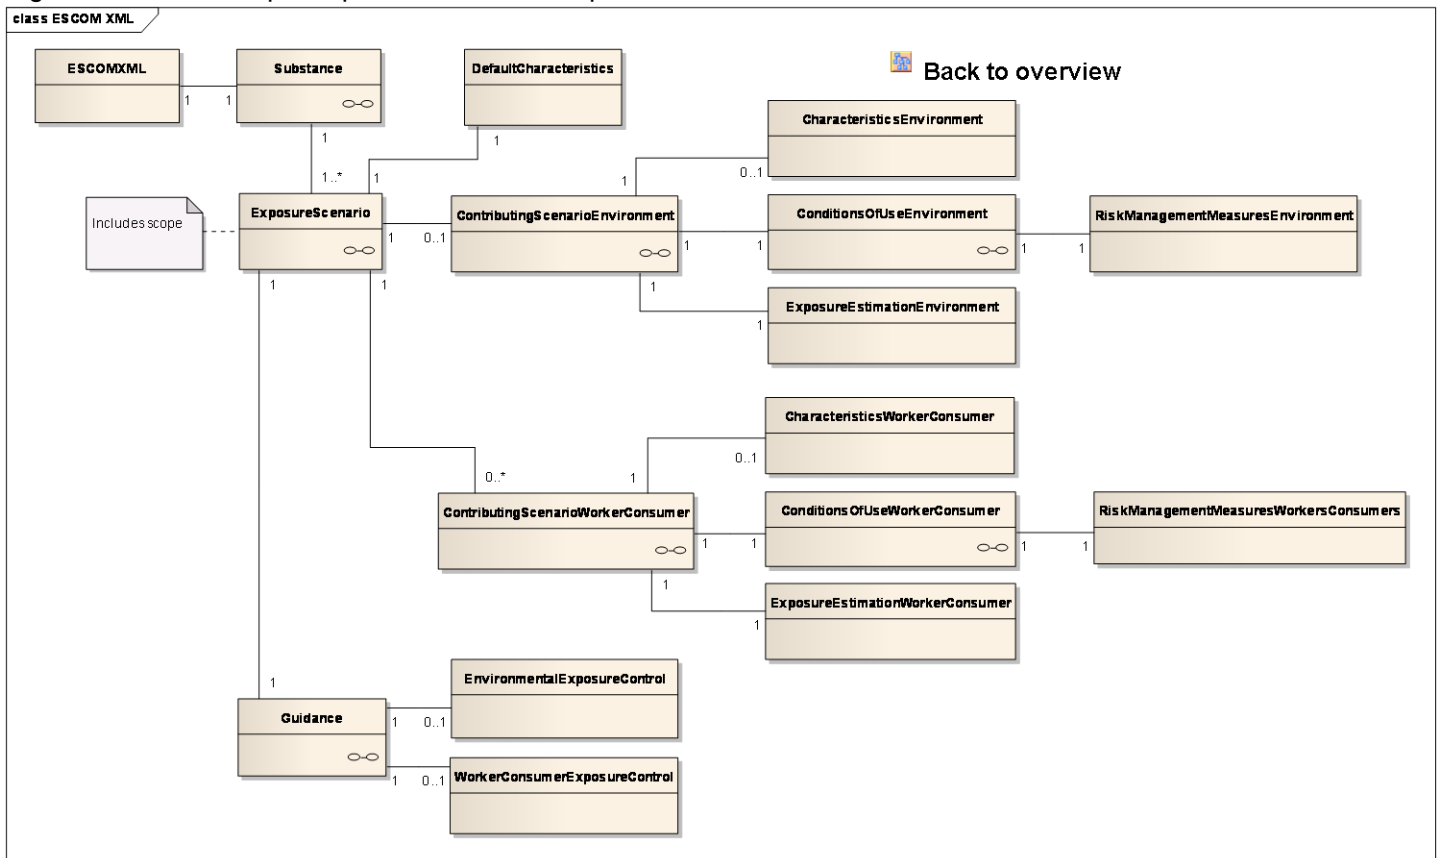 class ESCOM XML
ESCOMXML
1
1
Substance
DefaultCharacteristics
Back to overview
1
1..*
1
1
Includes scope
ExposureScenario
1
0..1
ContributingScenarioEnvironment
1
0..1
CharacteristicsEnvironment
1
1
ConditionsOfUseEnvironment
1
1
RiskManagementMeasuresEnvironment
1
1
ExposureEstimationEnvironment
1
1
0..*
ContributingScenarioWorkerConsumer
1
0..1
CharacteristicsWorkerConsumer
1
1
ConditionsOfUseWorkerConsumer
1
1
RiskManagementMeasuresWorkersConsumers
1
1
ExposureEstimationWorkerConsumer
1
Guidance
1
0..1
EnvironmentalExposureControl
1
0..1
WorkerConsumerExposureControl